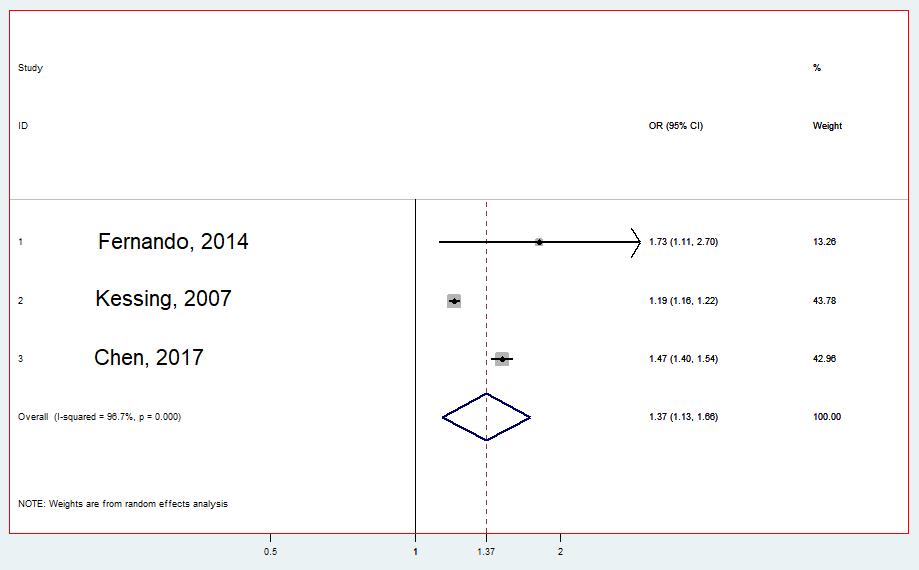 Study %
ID OR (95% CI) Weight
1 Fernando, 2014 1.73 (1.11, 2.70) 13.26
2 Kessing, 2007 1.19 (1.16, 1.22) 43.78
3 Chen, 2017 1.47 (1.40, 1.54) 42.96
Overall (I-squared = 96.7%, p = 0.000) 1.37 (1.13, 1.66) 100.00
NOTE: Weights are from random effects analysis
0.5 1 1.37 2